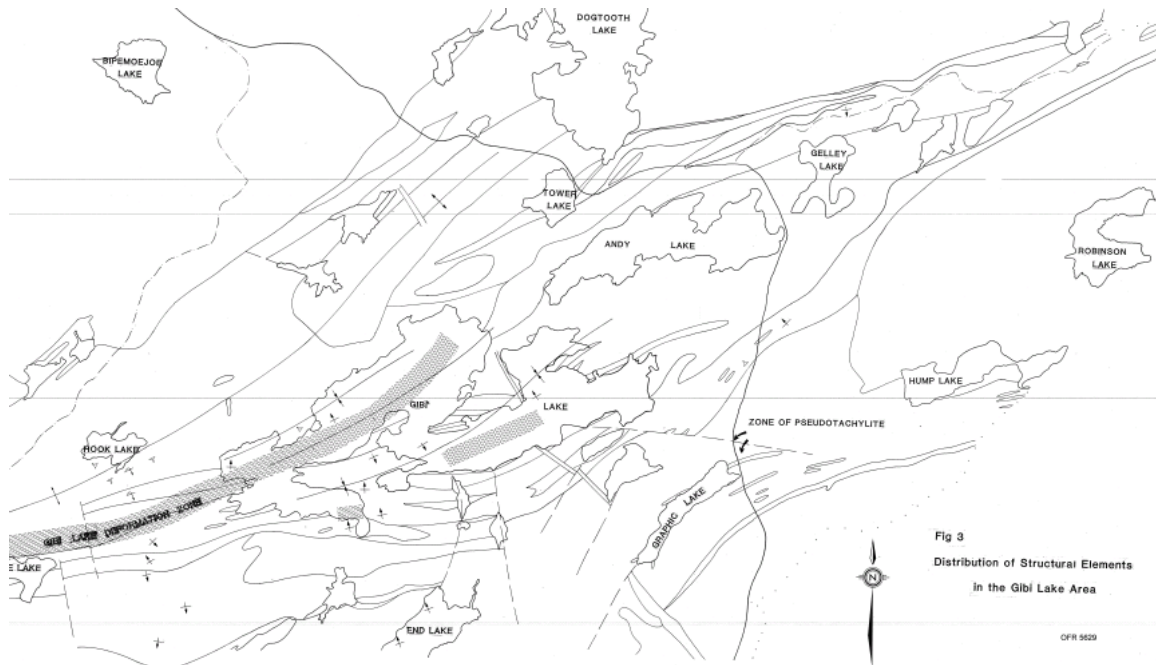 DOGTOOTH
LAKE
BIPEMOEJOE
LAKE
GELLEY
LAKE
TOWER
LAKE
ANDY LAKE
ROBINSON
LAKE
HUMP LAKE
GIBI
LAKE
ZONE OF PSEUDOTACHYLITE
HOOK LAKE
GRAPHIC LAKE
GIBI LAKE DEFORMATION ZONE
E LAKE
END LAKE
Fig 3
Distribution of Structural Elements
in the Gibi Lake Area
N
OFR 5629